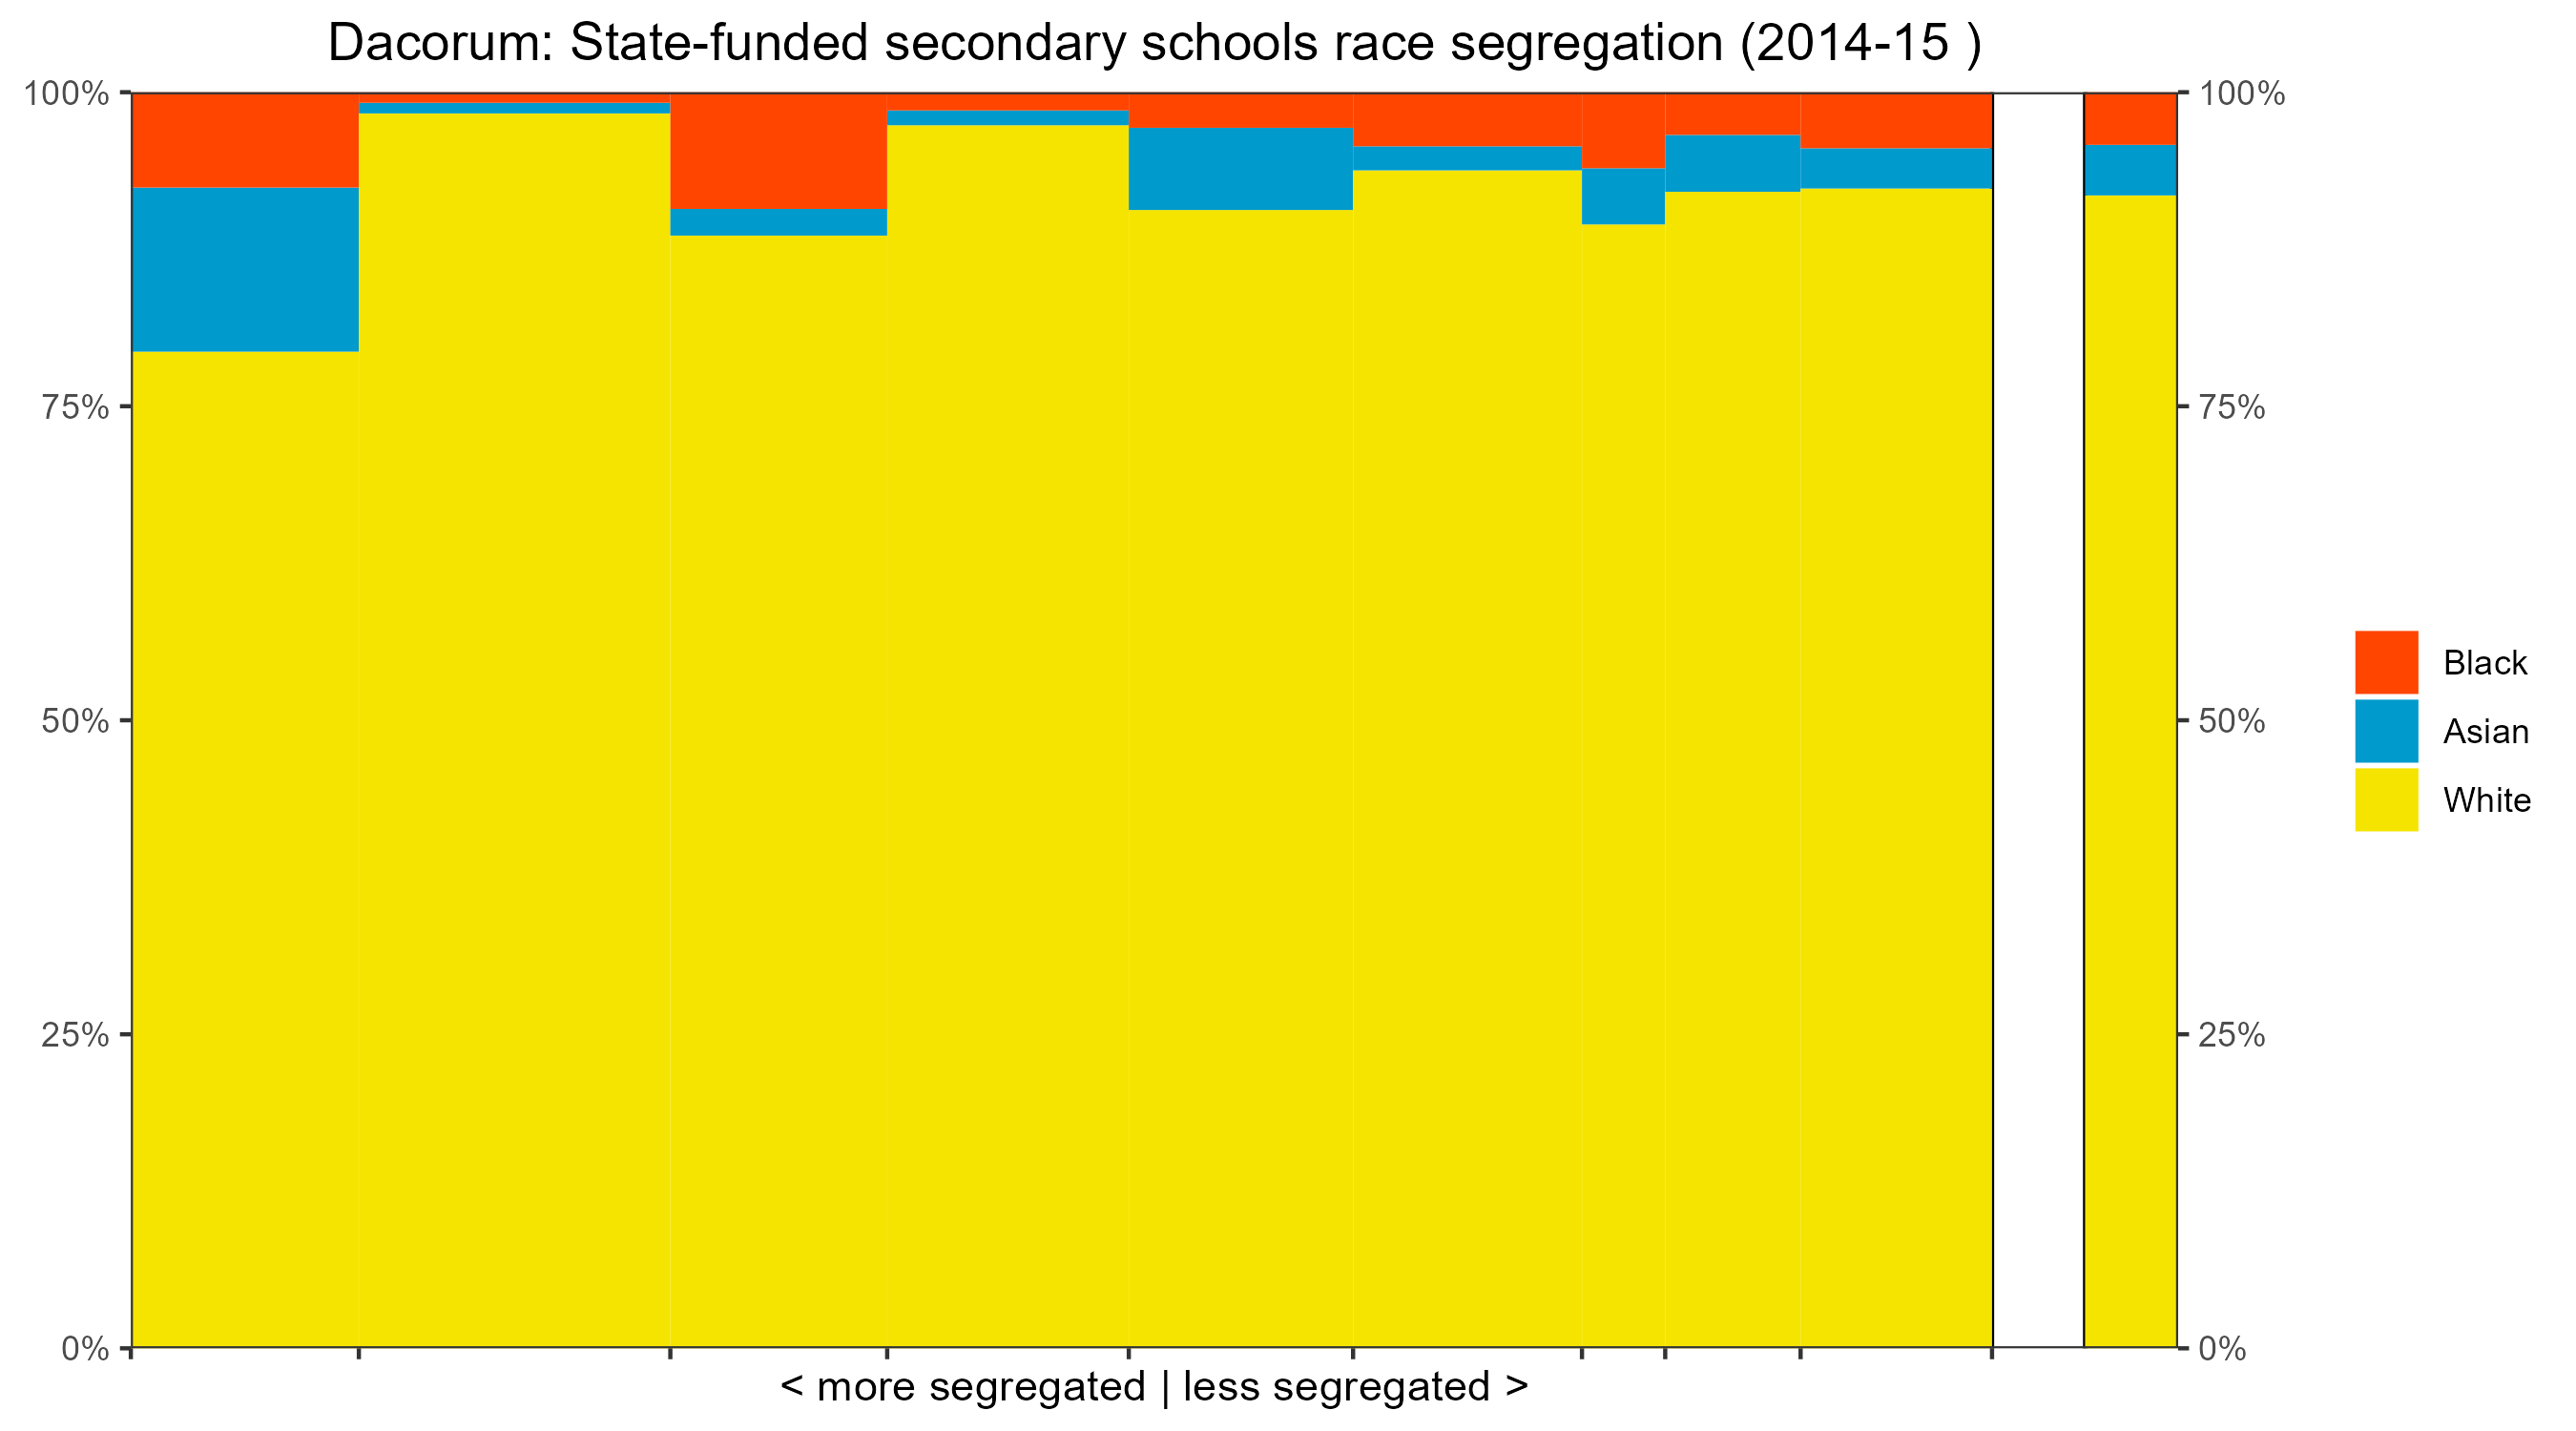 Dacorum: State-funded secondary schools race segregation (2014-15 )
100%
75%
50%
25%
0%
100%
75%
50%
25%
0%
Black
Asian
White
< more segregated | less segregated >